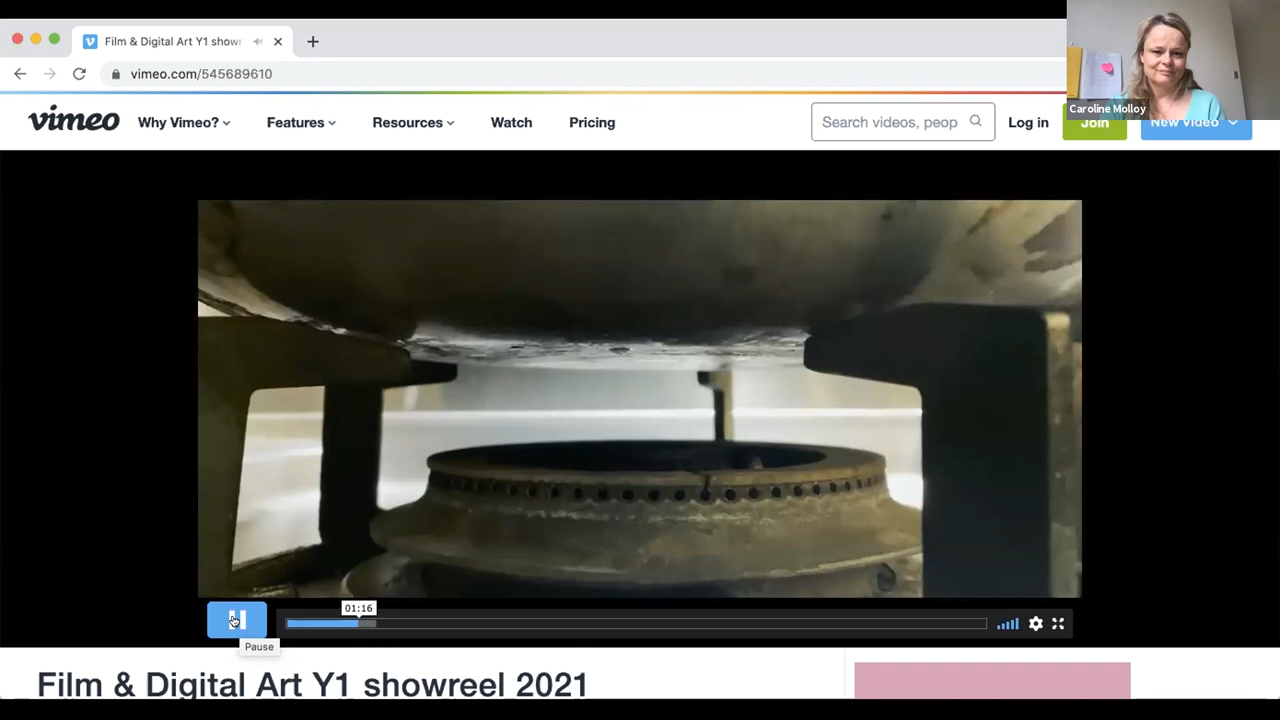 Film & Digital Art Y1 show
vimeo.com/545689610
Caroline Molloy
vimeo
Why Vimeo?
Features
Resources
Watch
Pricing
Search videos, peop
Log in
Join
New video
01:16
Pause
Film & Digital Art Y1 showreel 2021